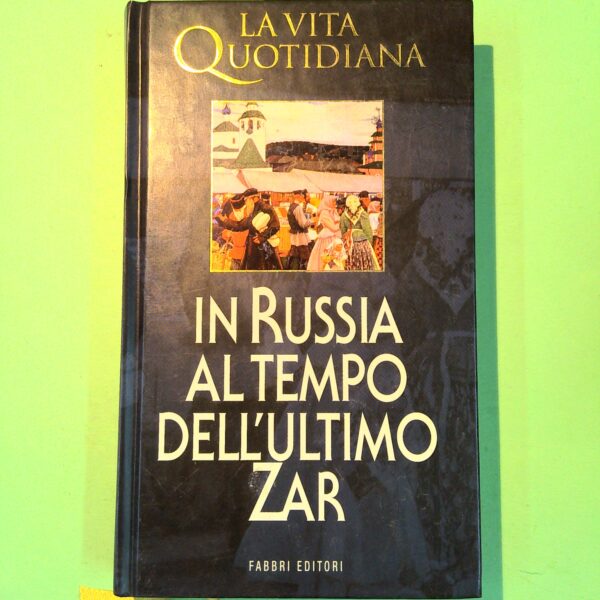 LA VITA
QUOTIDIANA
IN RUSSIA
AL TEMPO
DELL'ULTIMO
ZAR
FABBRI EDITORI